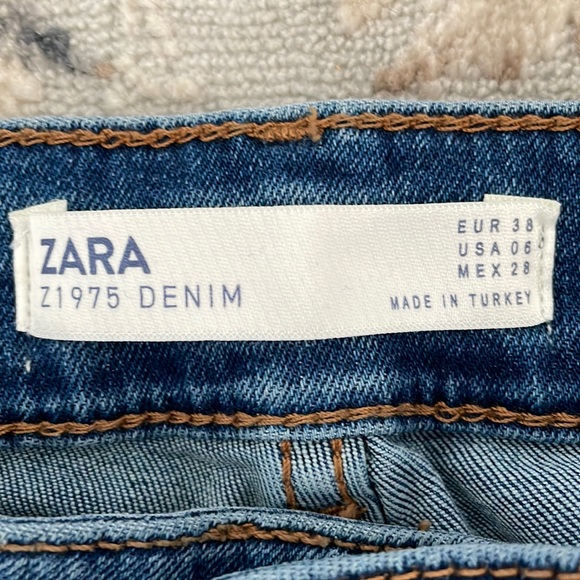 ZARA
Z1975 DENIM
EUR 38
USA 06
MEX 28
MADE IN TURKEY